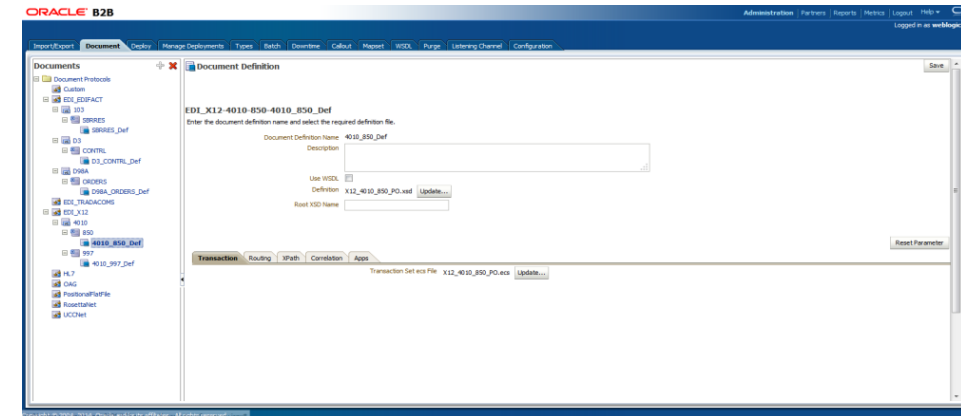 ORACLE B2B
Administration Partners Reports Metrics Logout Help
Logged in as weblogic
Import/Export Document Deploy Manage Deployments Types Batch Downtime Callout Mapset WSDL Purge Listening Channel Configuration
Documents
Document Protocols
Custom
EDI_EDIFACT
103
SBRRES
SBRRES_Def
D3
CONTRL
D3_CONTRL_Def
D98A
ORDERS
D98A_ORDERS_Def
EDI_TRADACOMS
EDI_X12
4010
850
4010_850_Def
997
4010_997_Def
HL7
OAG
PositionalFlatFile
RosettaNet
UCCNet
Document Definition
Save
EDI_X12-4010-850-4010_850_Def
Enter the document definition name and select the required definition file.
Document Definition Name 4010_850_Def
Description
Use WSDL
Definition X12_4010_850_PO.xsd Update...
Root XSD Name
Reset Parameter
Transaction Routing XPath Correlation Apps
Transaction Set ecs File X12_4010_850_PO.ecs Update...